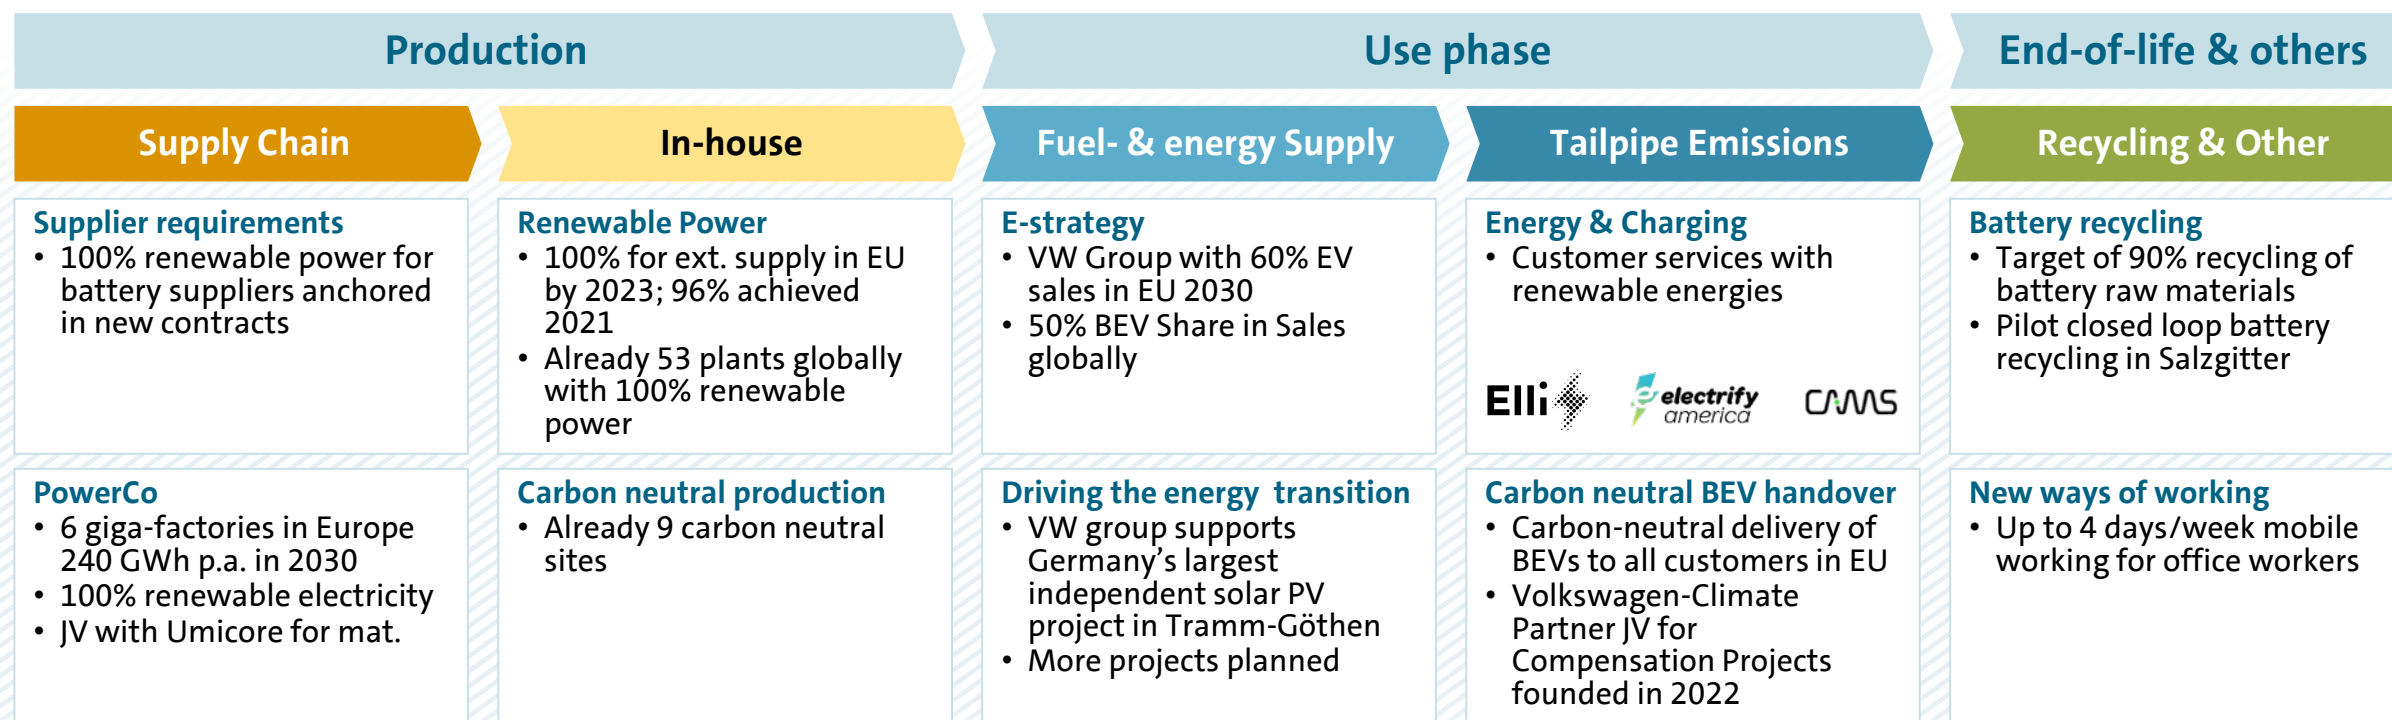 Production
Use phase
End-of-life & others
Supply Chain
In-house
Fuel- & energy Supply
Tailpipe Emissions
Recycling & Other
Supplier requirements
• 100% renewable power for
battery suppliers anchored
in new contracts
Renewable Power
• 100% for ext. supply in EU
by 2023; 96% achieved
2021
• Already 53 plants globally
with 100% renewable
power
E-strategy
• VW Group with 60% EV
sales in EU 2030
• 50% BEV Share in Sales
globally
Energy & Charging
• Customer services with
renewable energies
Elli
electrify
america
CAMS
Battery recycling
• Target of 90% recycling of
battery raw materials
• Pilot closed loop battery
recycling in Salzgitter
PowerCo
• 6 giga-factories in Europe
240 GWh p.a. in 2030
• 100% renewable electricity
• JV with Umicore for mat.
Carbon neutral production
• Already 9 carbon neutral
sites
Driving the energy  transition
• VW group supports
Germany’s largest
independent solar PV
project in Tramm-Göthen
• More projects planned
Carbon neutral BEV handover
• Carbon-neutral delivery of
BEVs to all customers in EU
• Volkswagen-Climate
Partner JV for
Compensation Projects
founded in 2022
New ways of working
• Up to 4 days/week mobile
working for office workers